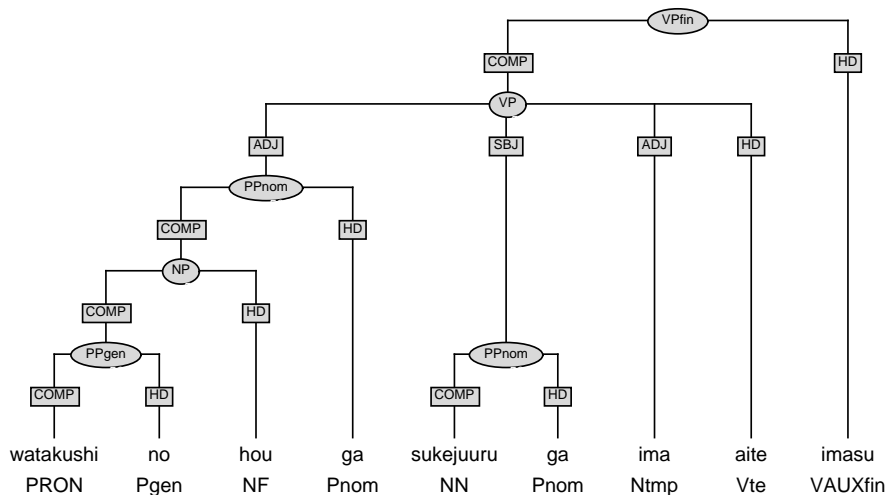 VPfin
COMP HD
VP
ADJ SBJ ADJ HD
PPnom
COMP HD
NP
COMP HD
PPgen PPnom
COMP HD COMP HD
watakushi no hou ga sukejuuru ga ima aite imasu
PRON Pgen NF Pnom NN Pnom Ntmp Vte VAUXfin